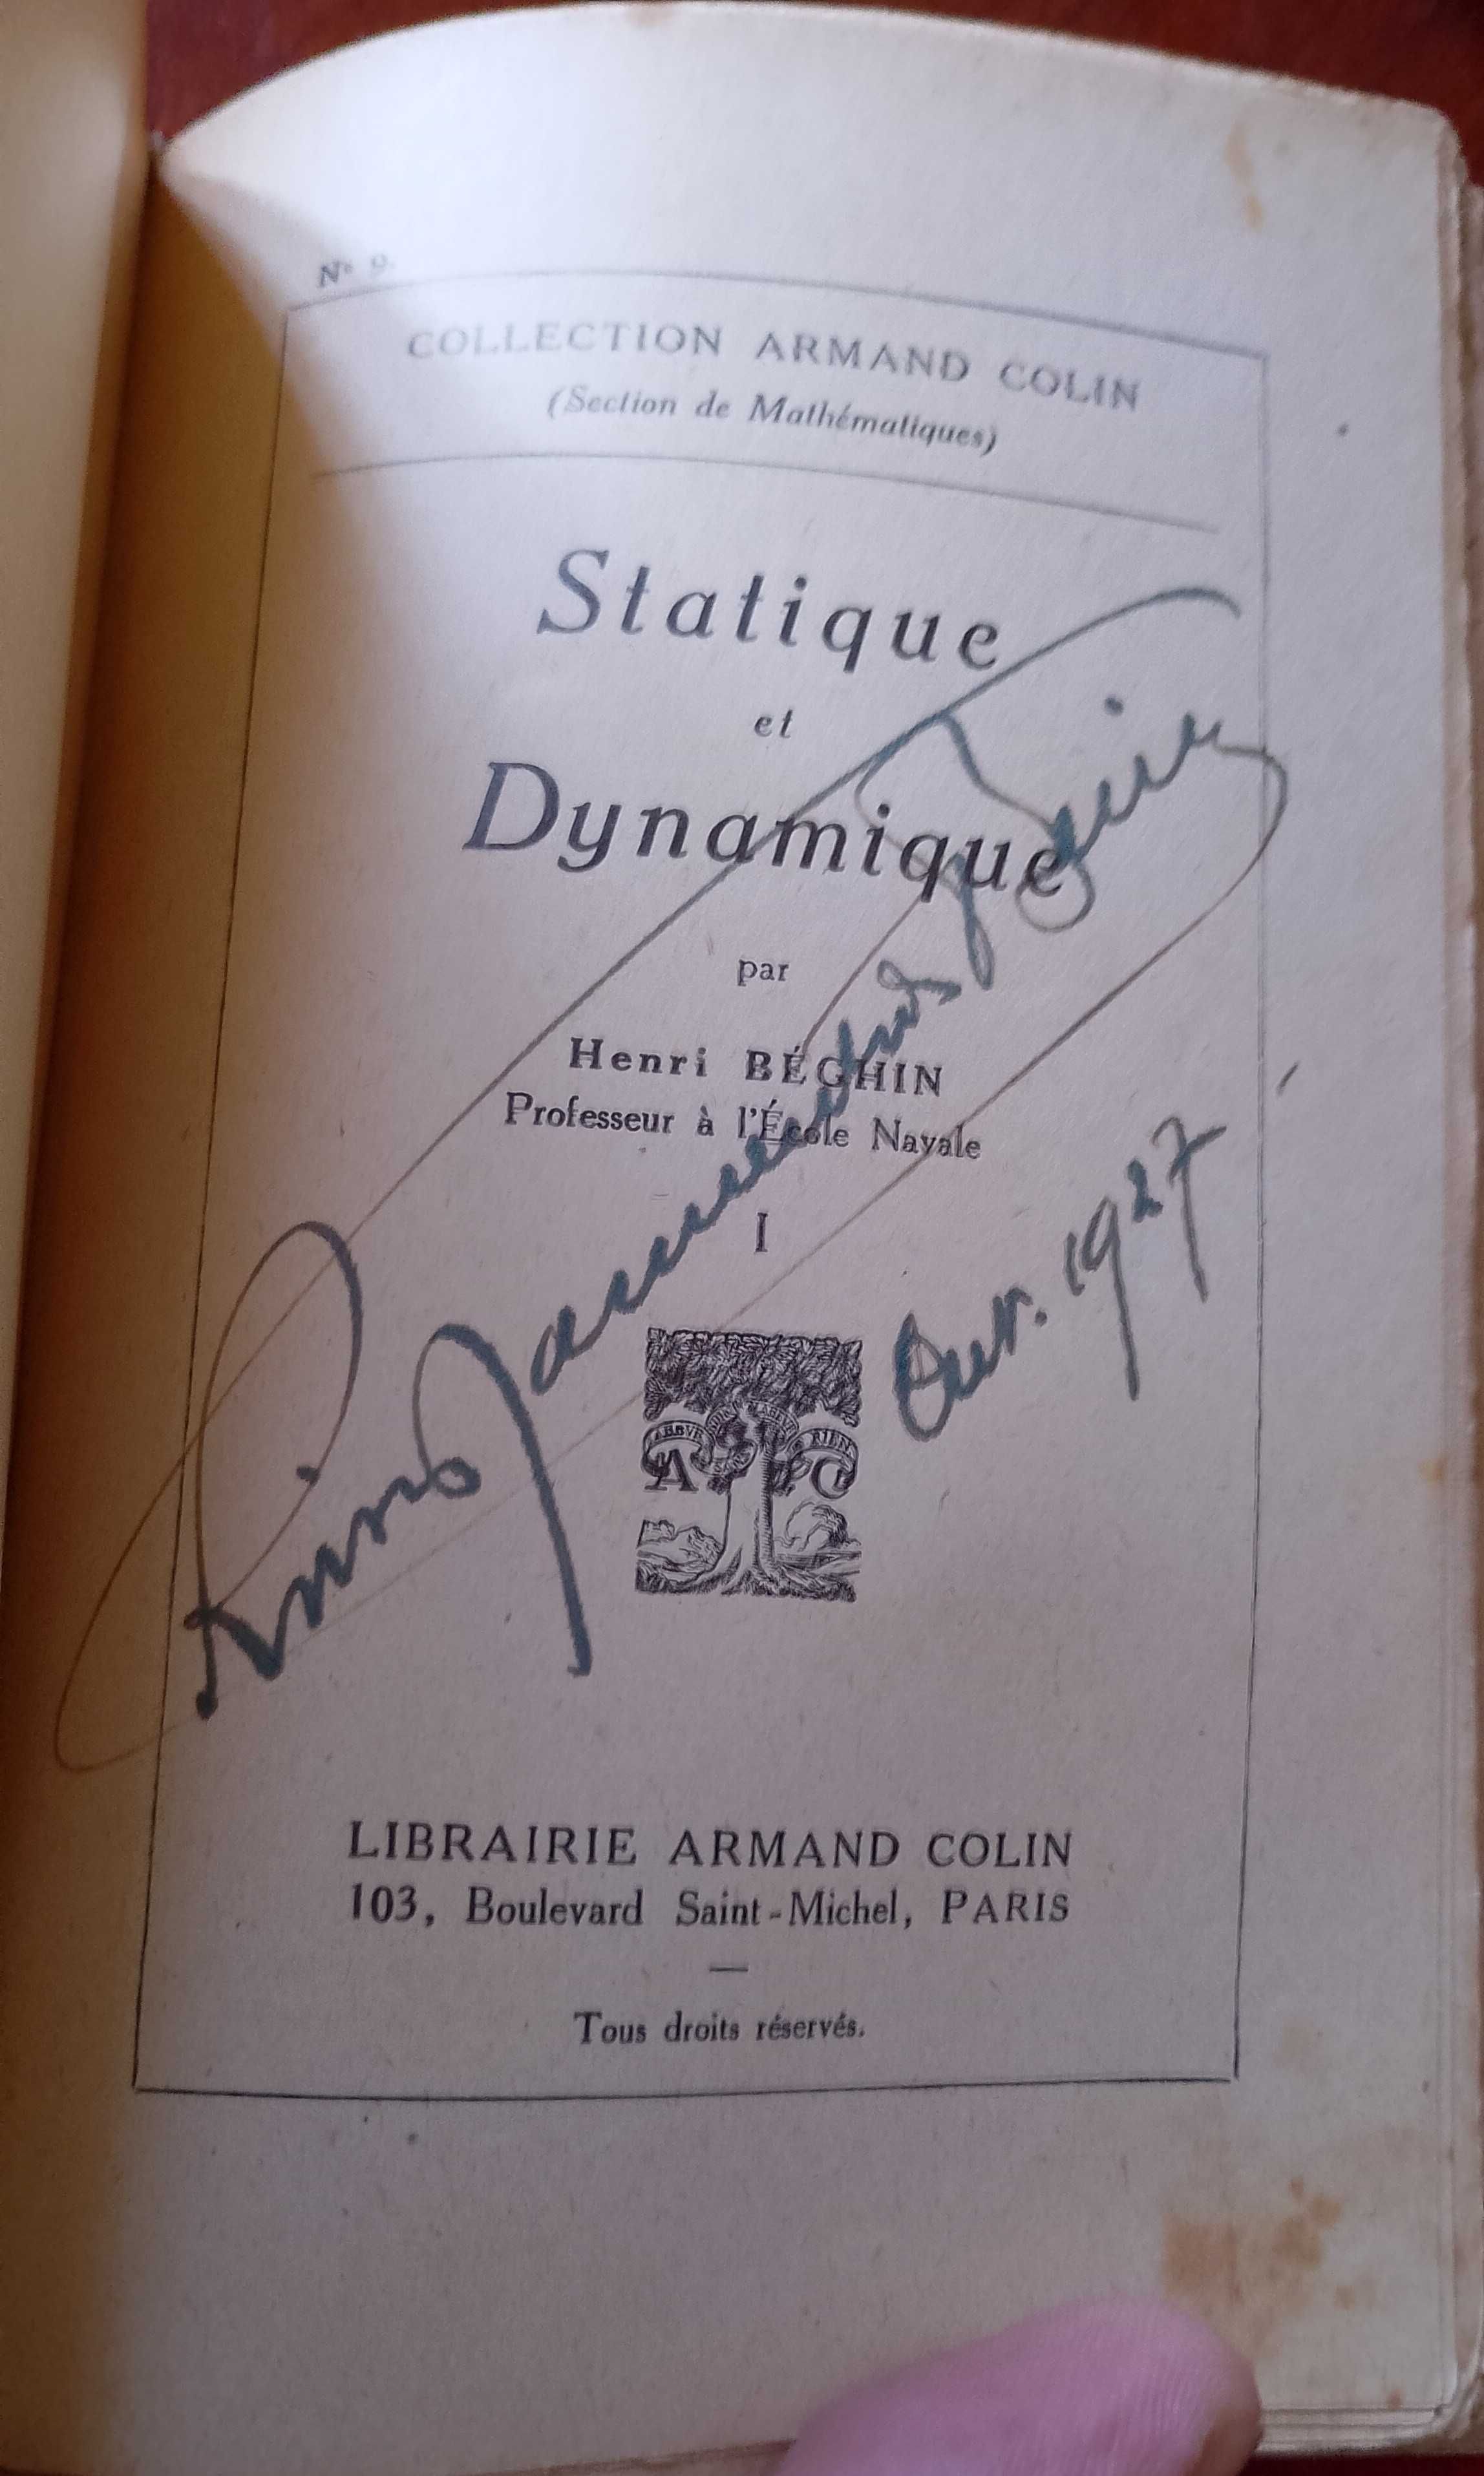 N° 9.
COLLECTION ARMAND COLIN
(Section de Mathématiques)
Statique
et
Dynamique
par
Henri BÉGHIN
Professeur à l'École Navale
I
1927
A C
RIEN
LIBRAIRIE ARMAND COLIN
103, Boulevard Saint-Michel, PARIS
Tous droits réservés.